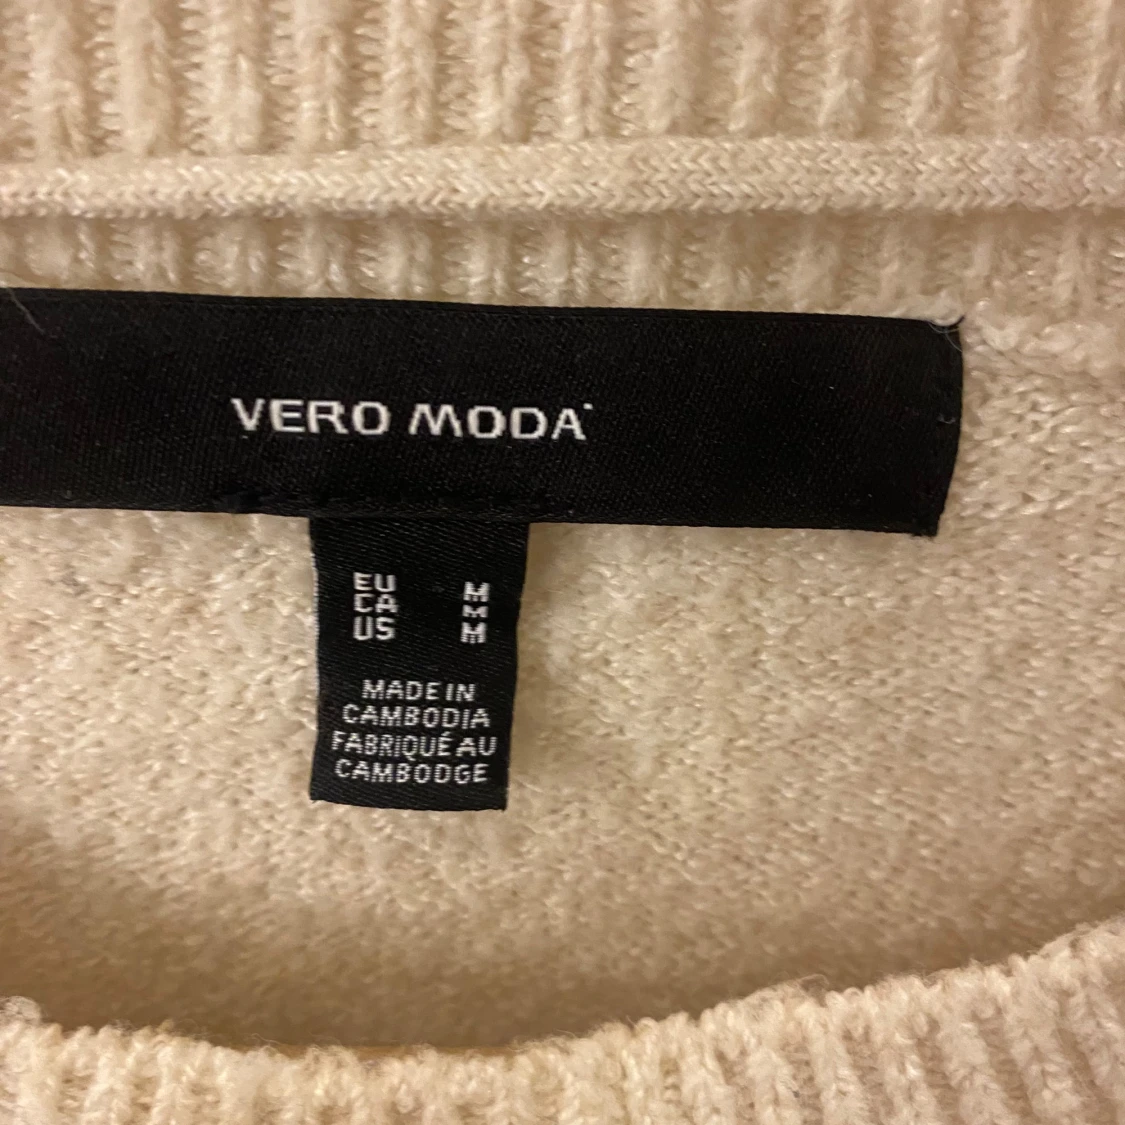 VERO MODA
EU M
CA M
US M
MADE IN
CAMBODIA
FABRIQUÉ AU
CAMBODGE